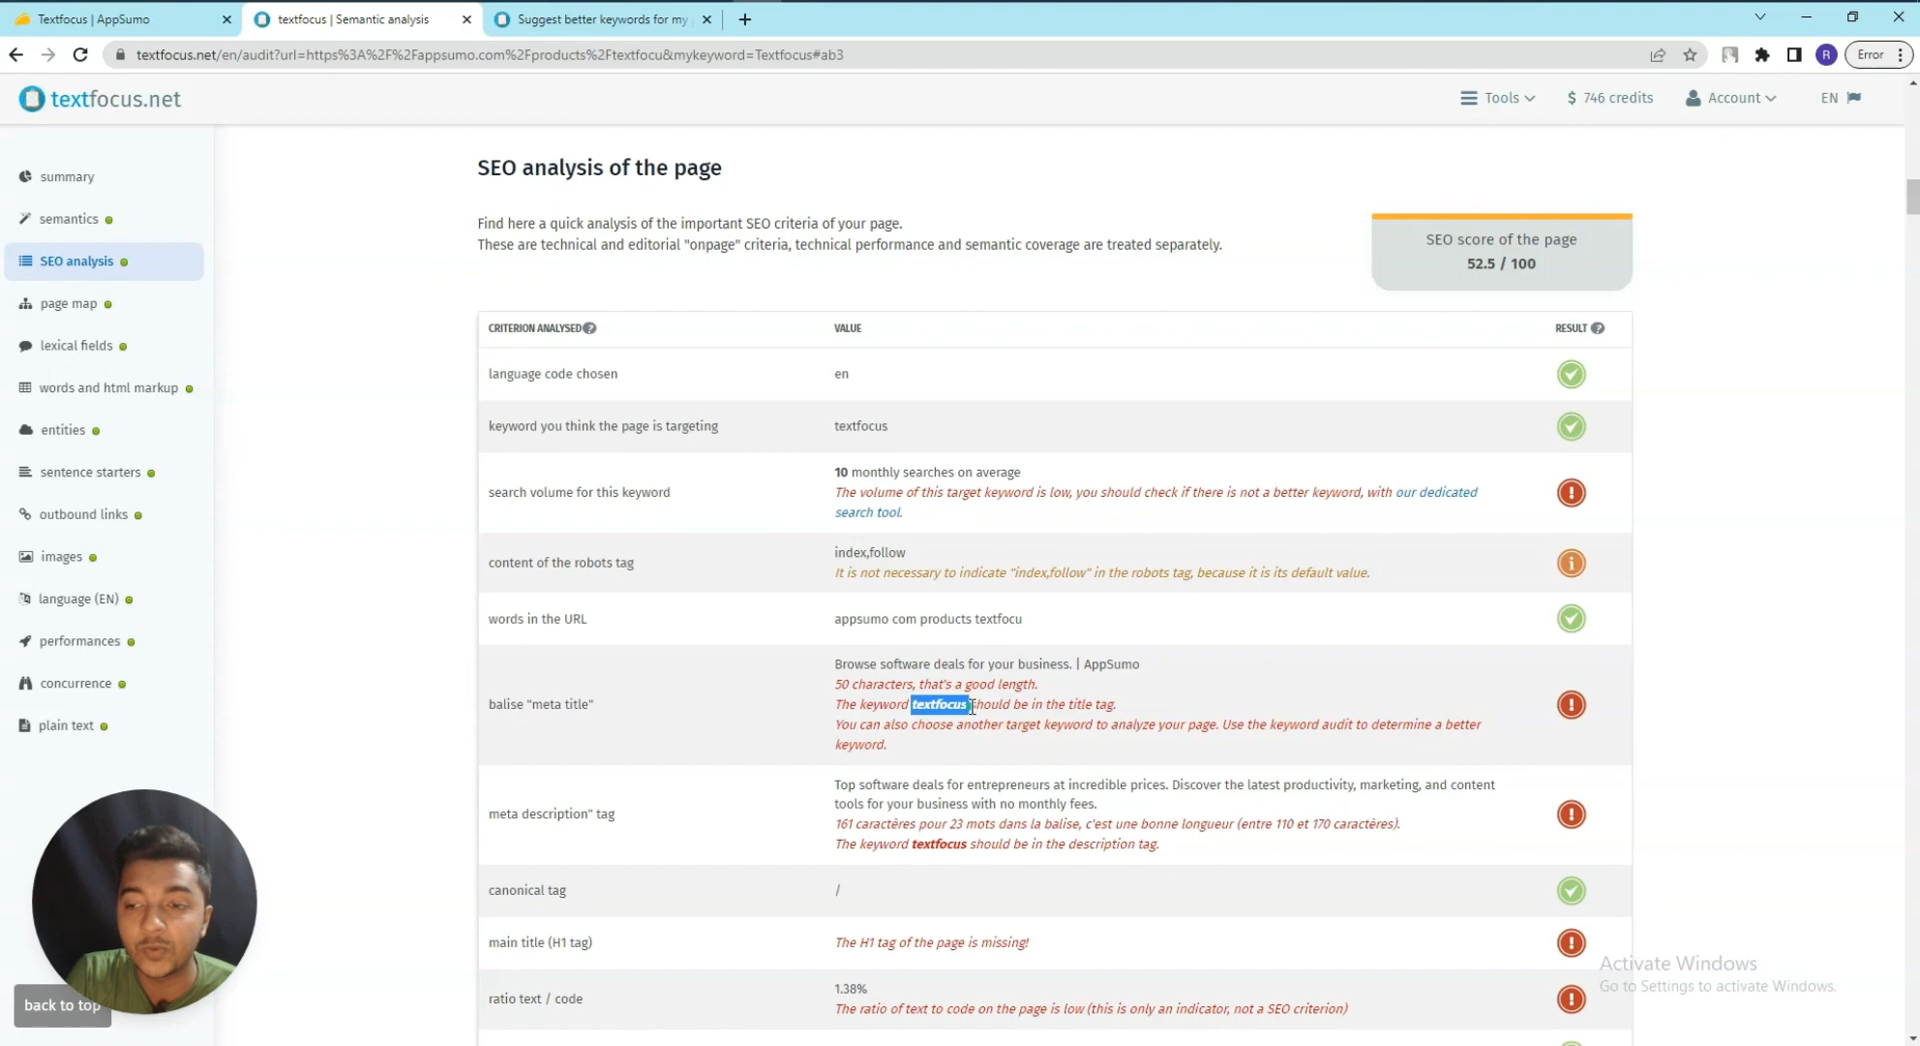 Textfocus | AppSumo
textfocus | Semantic analysis
Suggest better keywords for my
textfocus.net/en/audit?url=https%3A%2F%2Fappsumo.com%2Fproducts%2Ftextfocu&mykeyword=Textfocus#ab3
R
Error
textfocus.net
Tools
$ 746 credits
Account
EN
summary
semantics
SEO analysis
page map
lexical fields
words and html markup
entities
sentence starters
outbound links
images
language (EN)
performances
concurrence
plain text
back to top
SEO analysis of the page
Find here a quick analysis of the important SEO criteria of your page.
These are technical and editorial "onpage" criteria, technical performance and semantic coverage are treated separately.
SEO score of the page
52.5 / 100
CRITERION ANALYSED VALUE RESULT
language code chosen en
keyword you think the page is targeting textfocus
10 monthly searches on average
search volume for this keyword The volume of this target keyword is low, you should check if there is not a better keyword, with our dedicated
search tool.
index,follow
content of the robots tag
It is not necessary to indicate "index,follow" in the robots tag, because it is its default value.
words in the URL appsumo com products textfocu
Browse software deals for your business. | AppSumo
50 characters, that's a good length.
balise "meta title" The keyword textfocus should be in the title tag.
You can also choose another target keyword to analyze your page. Use the keyword audit to determine a better
keyword.
Top software deals for entrepreneurs at incredible prices. Discover the latest productivity, marketing, and content
tools for your business with no monthly fees.
meta description" tag
161 caractères pour 23 mots dans la balise, c'est une bonne longueur (entre 110 et 170 caractères).
The keyword textfocus should be in the description tag.
canonical tag /
main title (H1 tag) The H1 tag of the page is missing!
1.38%
ratio text / code
The ratio of text to code on the page is low (this is only an indicator, not a SEO criterion)
Activate Windows
Go to Settings to activate Windows.